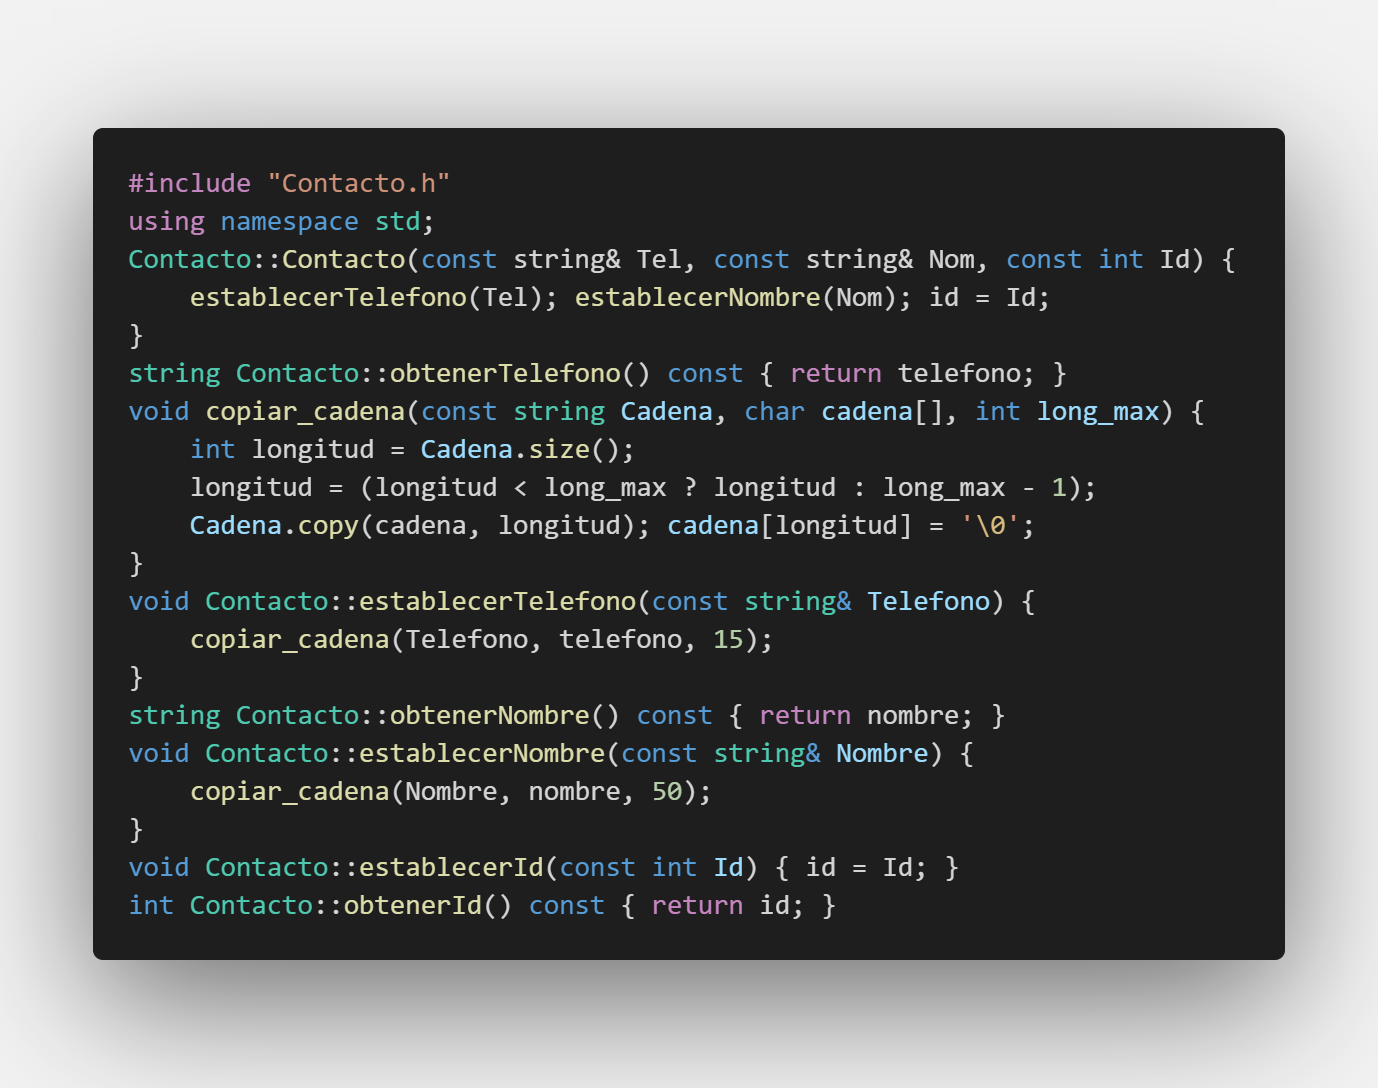 #include "Contacto.h"
using namespace std;
Contacto::Contacto(const string& Tel, const string& Nom, const int Id) {
    establecerTelefono(Tel); establecerNombre(Nom); id = Id;
}
string Contacto::obtenerTelefono() const { return telefono; }
void copiar_cadena(const string Cadena, char cadena[], int long_max) {
    int longitud = Cadena.size();
    longitud = (longitud < long_max ? longitud : long_max - 1);
    Cadena.copy(cadena, longitud); cadena[longitud] = '\0';
}
void Contacto::establecerTelefono(const string& Telefono) {
    copiar_cadena(Telefono, telefono, 15);
}
string Contacto::obtenerNombre() const { return nombre; }
void Contacto::establecerNombre(const string& Nombre) {
    copiar_cadena(Nombre, nombre, 50);
}
void Contacto::establecerId(const int Id) { id = Id; }
int Contacto::obtenerId() const { return id; }